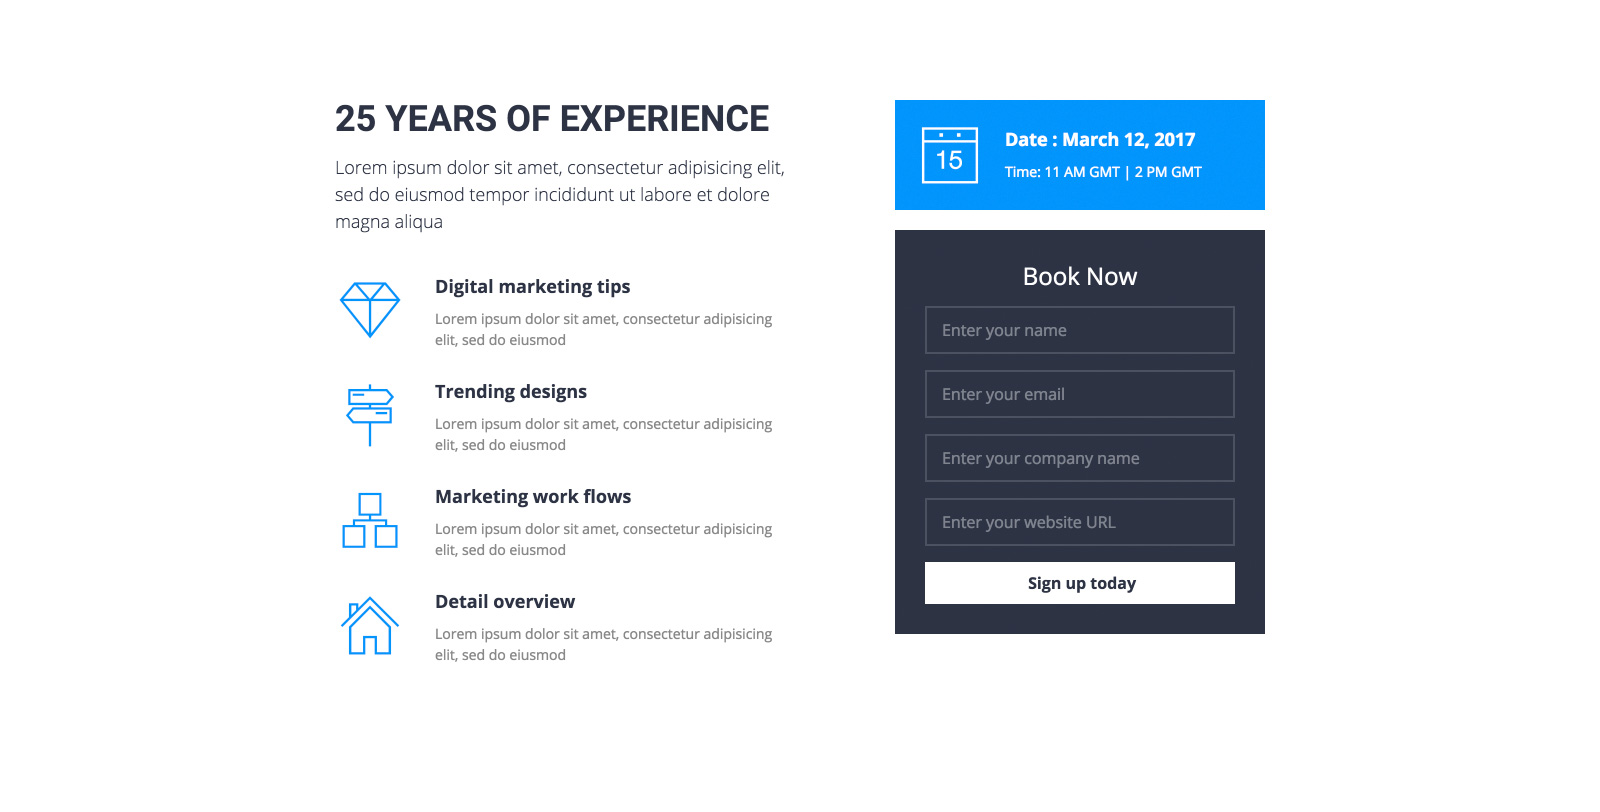 25 YEARS OF EXPERIENCE
Lorem ipsum dolor sit amet, consectetur adipisicing elit,
sed do eiusmod tempor incididunt ut labore et dolore
magna aliqua
Digital marketing tips
Lorem ipsum dolor sit amet, consectetur adipisicing
elit, sed do eiusmod
Trending designs
Lorem ipsum dolor sit amet, consectetur adipisicing
elit, sed do eiusmod
Marketing work flows
Lorem ipsum dolor sit amet, consectetur adipisicing
elit, sed do eiusmod
Detail overview
Lorem ipsum dolor sit amet, consectetur adipisicing
elit, sed do eiusmod
15
Date : March 12, 2017
Time: 11 AM GMT | 2 PM GMT
Book Now
Enter your name
Enter your email
Enter your company name
Enter your website URL
Sign up today